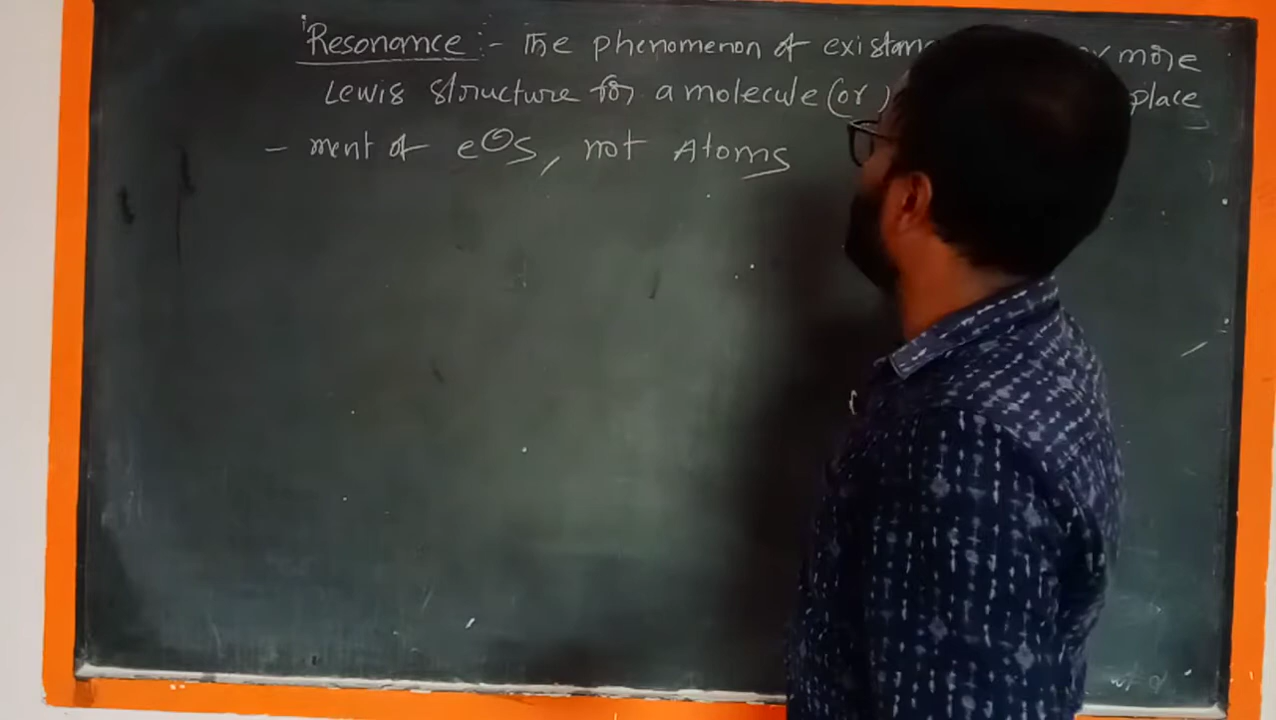 Resonance :- The phenomenon of existance more
Lewis structure for a molecule (or) place
- ment of e⊖s, not Atoms